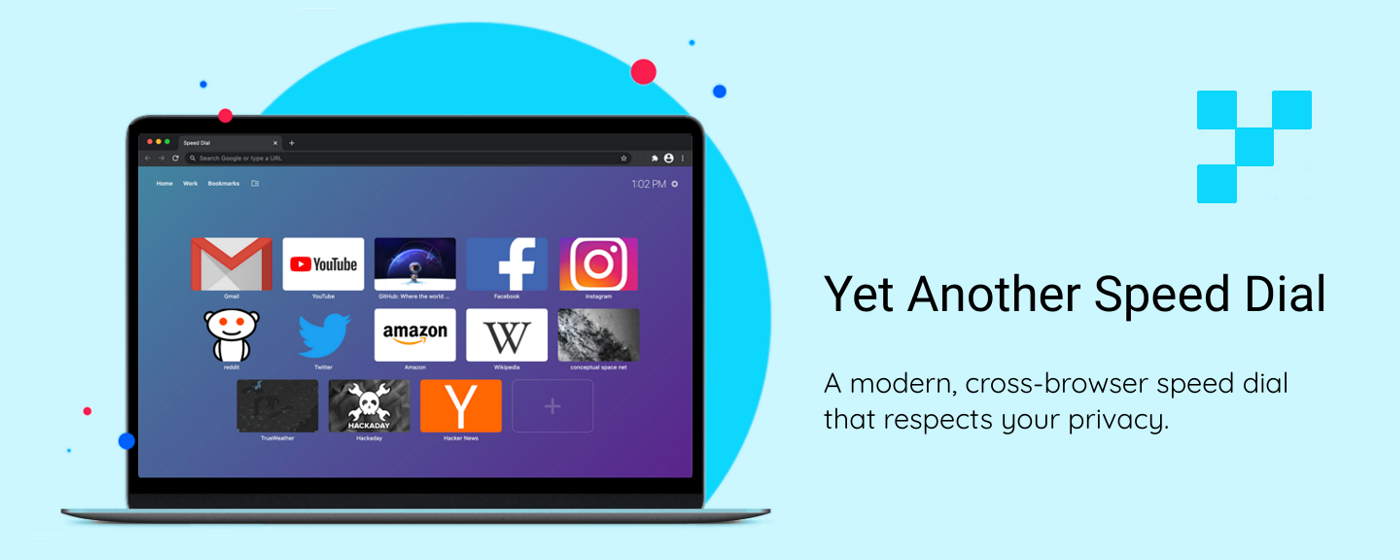 Speed Dial
Search Google or type a URL
Home Work Bookmarks
1:02 PM
YouTube
Gmail YouTube GitHub: Where the world ... Facebook Instagram
amazon W
reddit Twitter Amazon Wikipedia conceptual space net
HACKADAY Y
TrueWeather Hackaday Hacker News
Yet Another Speed Dial
A modern, cross-browser speed dial
that respects your privacy.